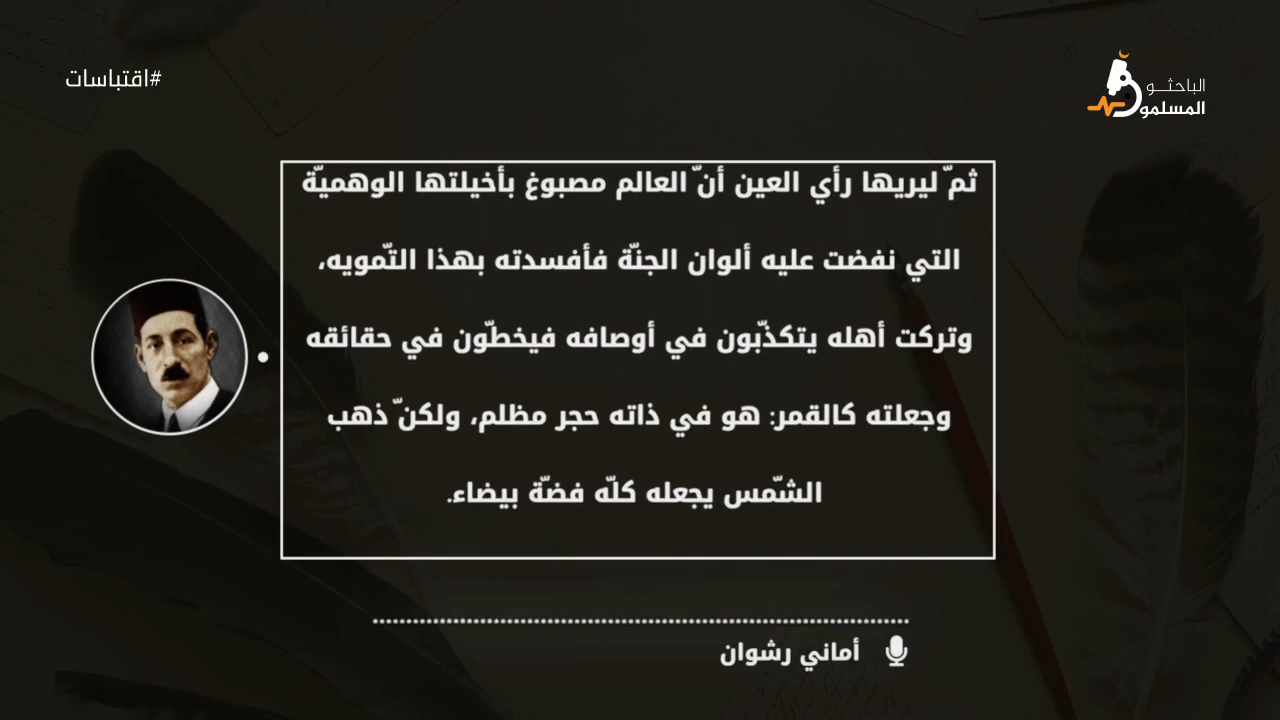 #اقتباسات
الباحثـو
المسلمو
ثمّ ليريها رأي العين أنّ العالم مصبوغ بأخيلتها الوهميّة
التي نفضت عليه ألوان الجنّة فأفسدته بهذا التّمويه،
وتركت أهله يتكذّبون في أوصافه فيخطّون في حقائقه
وجعلته كالقمر: هو في ذاته حجر مظلم، ولكنّ ذهب
الشّمس يجعله كلّه فضّة بيضاء.
أماني رشوان